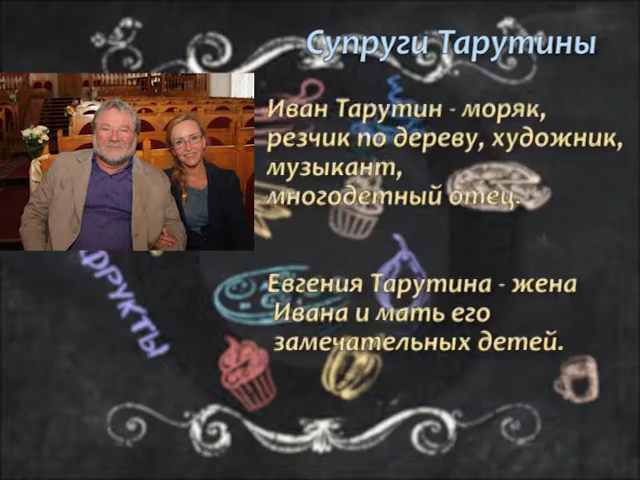 Супруги Тарутины
Иван Тарутин - моряк,
резчик по дереву, художник,
музыкант,
многодетный отец.
Евгения Тарутина - жена
Ивана и мать его
замечательных детей.
ФРУКТЫ